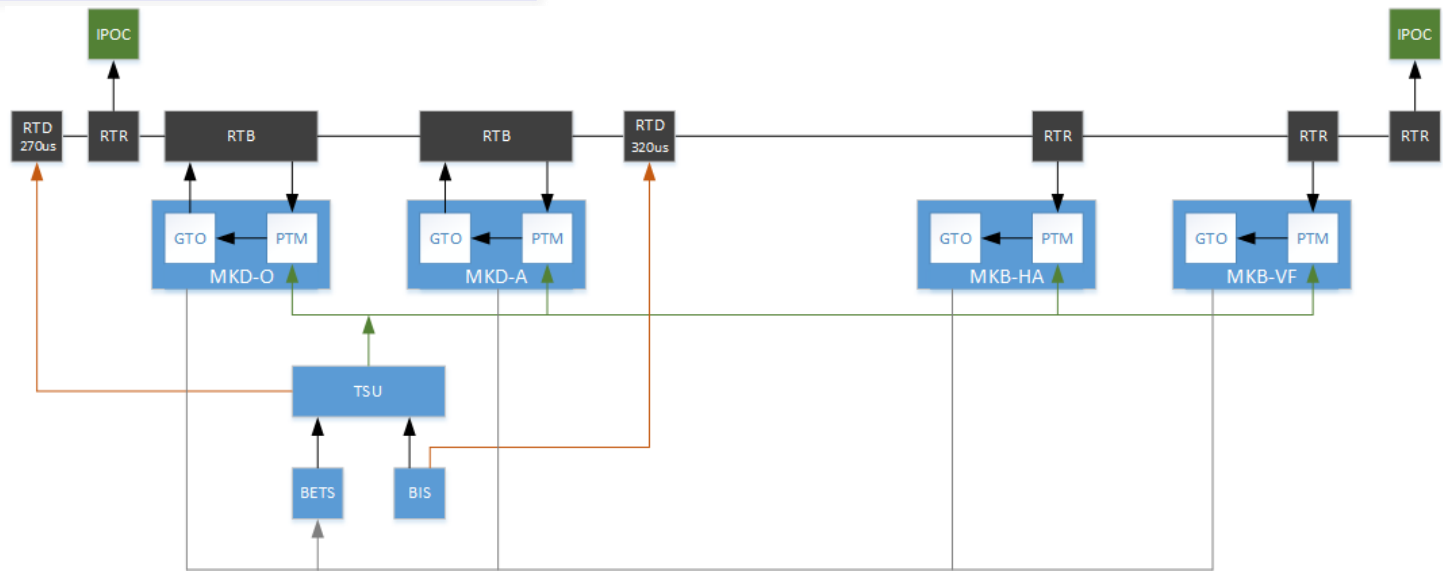 IPOC
IPOC
RTD
270us
RTR
RTB
RTB
RTD
320us
RTR
RTR
RTR
GTO
PTM
MKD-O
GTO
PTM
MKD-A
GTO
PTM
MKB-HA
GTO
PTM
MKB-VF
TSU
BETS
BIS